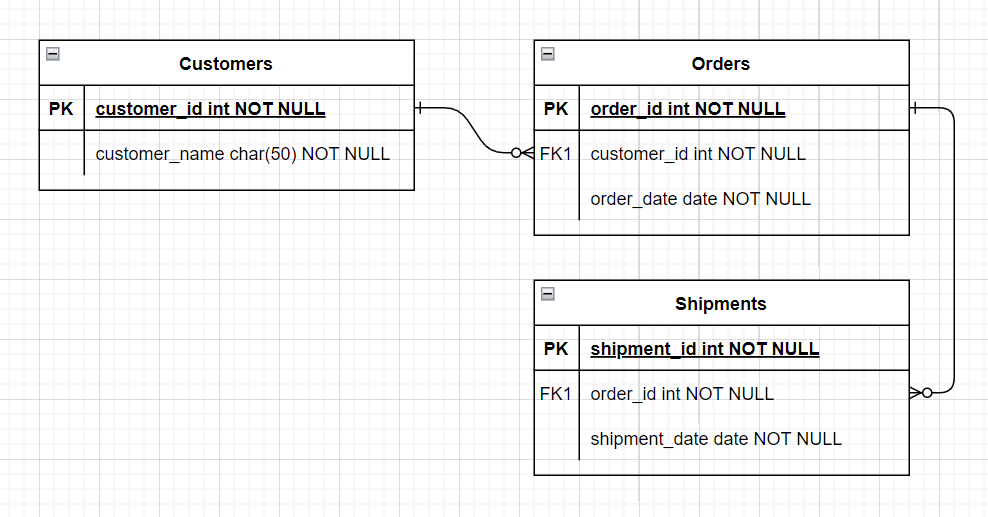 Customers
PK customer_id int NOT NULL
customer_name char(50) NOT NULL
Orders
PK order_id int NOT NULL
FK1 customer_id int NOT NULL
order_date date NOT NULL
Shipments
PK shipment_id int NOT NULL
FK1 order_id int NOT NULL
shipment_date date NOT NULL